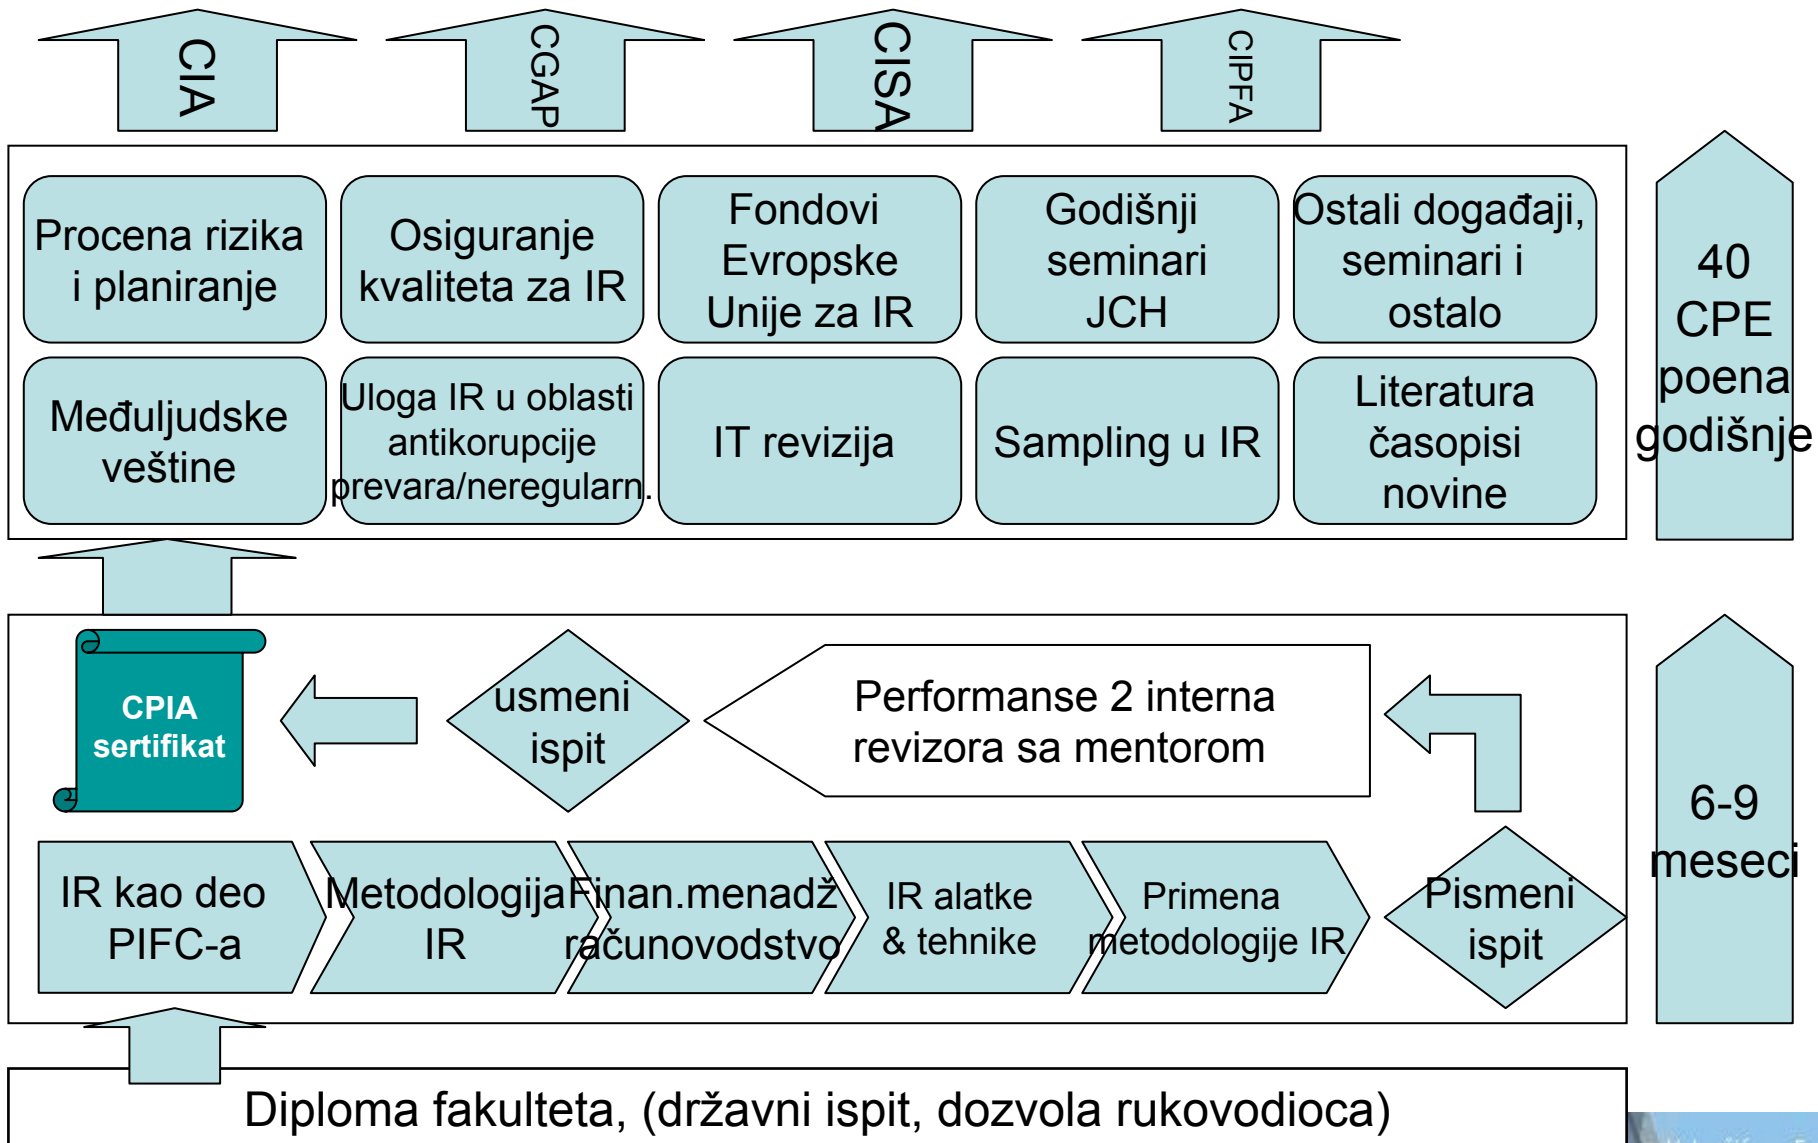 CIA
CGAP
CISA
CIPFA
Procena rizika
i planiranje
Osiguranje
kvaliteta za IR
Fondovi
Evropske
Unije za IR
Godišnji
seminari
JCH
Ostali događaji,
seminari i
ostalo
40
CPE
poena
godišnje
Međuljudske
veštine
Uloga IR u oblasti
antikorupcije
prevara/neregularn.
IT revizija
Sampling u IR
Literatura
časopisi
novine
CPIA
sertifikat
usmeni
ispit
Performanse 2 interna
revizora sa mentorom
6-9
meseci
IR kao deo
PIFC-a
Metodologija
IR
Finan.menadž
računovodstvo
IR alatke
& tehnike
Primena
metodologije IR
Pismeni
ispit
Diploma fakulteta, (državni ispit, dozvola rukovodioca)